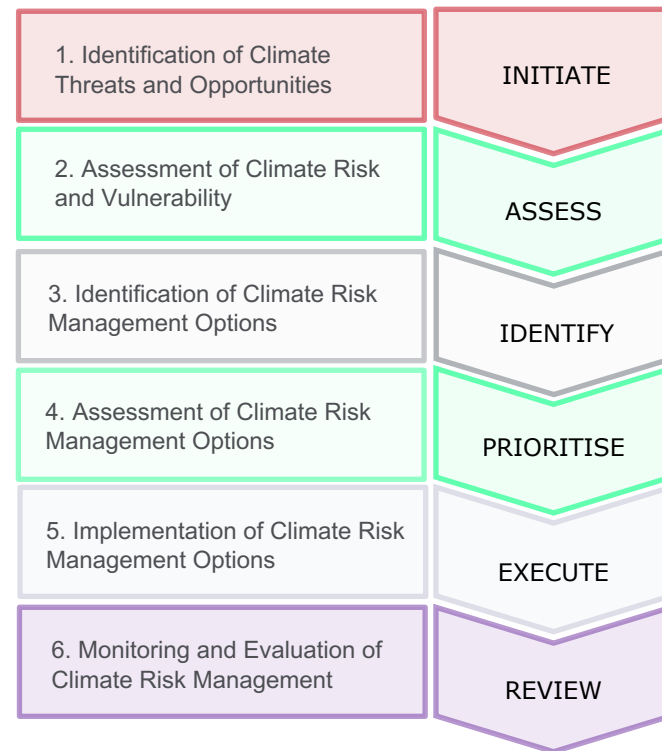 1. Identification of Climate
Threats and Opportunities
INITIATE
2. Assessment of Climate Risk
and Vulnerability
ASSESS
3. Identification of Climate Risk
Management Options
IDENTIFY
4. Assessment of Climate Risk
Management Options
PRIORITISE
5. Implementation of Climate Risk
Management Options
EXECUTE
6. Monitoring and Evaluation of
Climate Risk Management
REVIEW